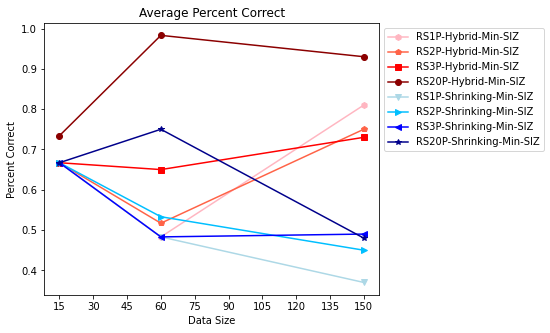 Average Percent Correct
1.0
0.9
0.8
0.7
0.6
0.5
0.4
Percent Correct
15 30 45 60 75 90 105 120 135 150
Data Size
RS1P-Hybrid-Min-SIZ
RS2P-Hybrid-Min-SIZ
RS3P-Hybrid-Min-SIZ
RS20P-Hybrid-Min-SIZ
RS1P-Shrinking-Min-SIZ
RS2P-Shrinking-Min-SIZ
RS3P-Shrinking-Min-SIZ
RS20P-Shrinking-Min-SIZ